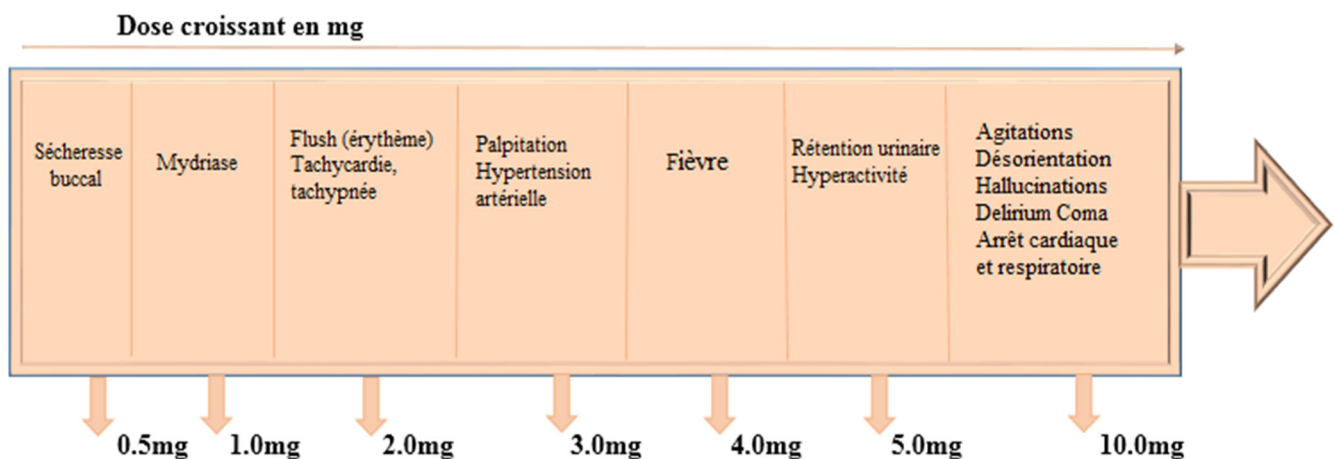 Dose croissant en mg
Sécheresse
buccal
Mydriase
Flush (érythème)
Tachycardie,
tachypnée
Palpitation
Hypertension
artérielle
Fièvre
Rétention urinaire
Hyperactivité
Agitations
Désorientation
Hallucinations
Delirium Coma
Arrêt cardiaque
et respiratoire
0.5mg
1.0mg
2.0mg
3.0mg
4.0mg
5.0mg
10.0mg